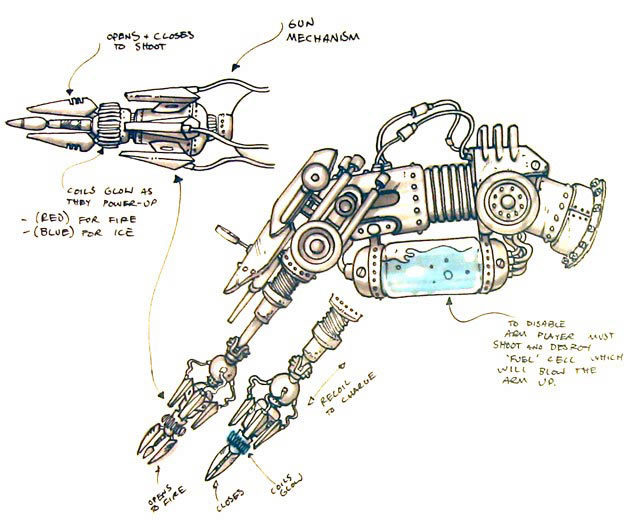 OPENS + CLOSES
TO SHOOT
GUN
MECHANISM
COILS GLOW AS
THEY POWER-UP
- (RED) FOR FIRE
- (BLUE) FOR ICE
TO DISABLE
ARM PLAYER MUST
SHOOT AND DESROY
'FUEL' CELL WHICH
WILL BLOW THE
ARM UP.
RECOIL
TO CHARGE
OPENS
TO FIRE
CLOSES
COILS
GLOW